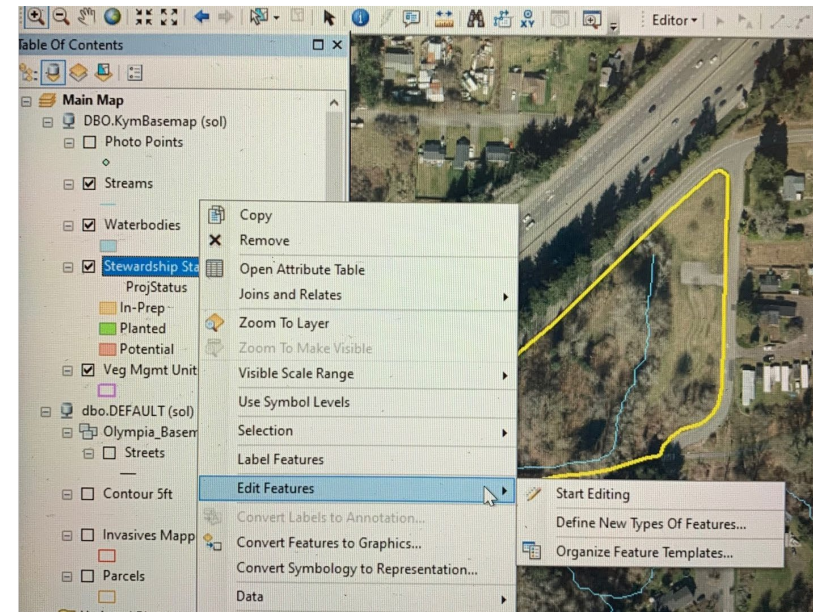 Editor
Table Of Contents
Main Map
DBO.KymBasemap (sol)
Photo Points
Streams
Waterbodies
Stewardship Sta
ProjStatus
In-Prep
Planted
Potential
Veg Mgmt Unit
dbo.DEFAULT (sol)
Olympia_Basem
Streets
Contour 5ft
Invasives Mapp
Parcels
Copy
Remove
Open Attribute Table
Joins and Relates
Zoom To Layer
Zoom To Make Visible
Visible Scale Range
Use Symbol Levels
Selection
Label Features
Edit Features
Convert Labels to Annotation...
Convert Features to Graphics...
Convert Symbology to Representation...
Data
Start Editing
Define New Types Of Features...
Organize Feature Templates...